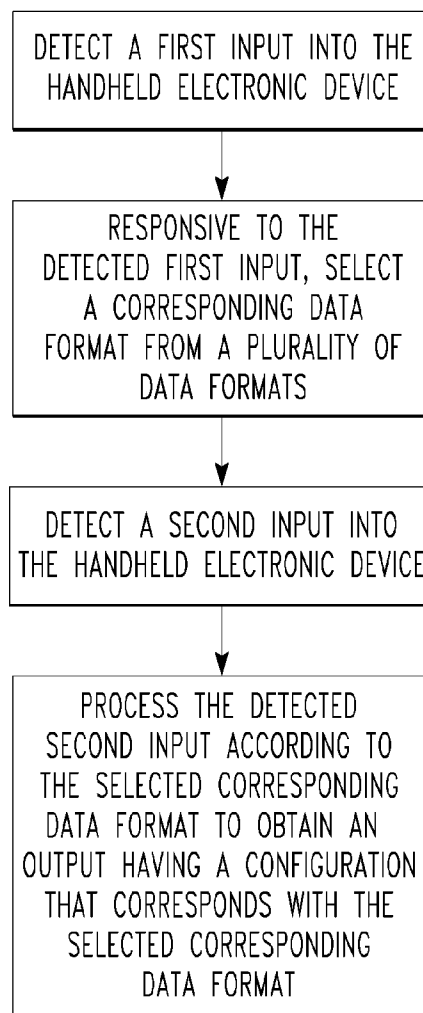 DETECT A FIRST INPUT INTO THE
HANDHELD ELECTRONIC DEVICE
RESPONSIVE TO THE
DETECTED FIRST INPUT, SELECT
A CORRESPONDING DATA
FORMAT FROM A PLURALITY OF
DATA FORMATS
DETECT A SECOND INPUT INTO
THE HANDHELD ELECTRONIC DEVICE
PROCESS THE DETECTED
SECOND INPUT ACCORDING TO
THE SELECTED CORRESPONDING
DATA FORMAT TO OBTAIN AN
OUTPUT HAVING A CONFIGURATION
THAT CORRESPONDS WITH THE
SELECTED CORRESPONDING
DATA FORMAT